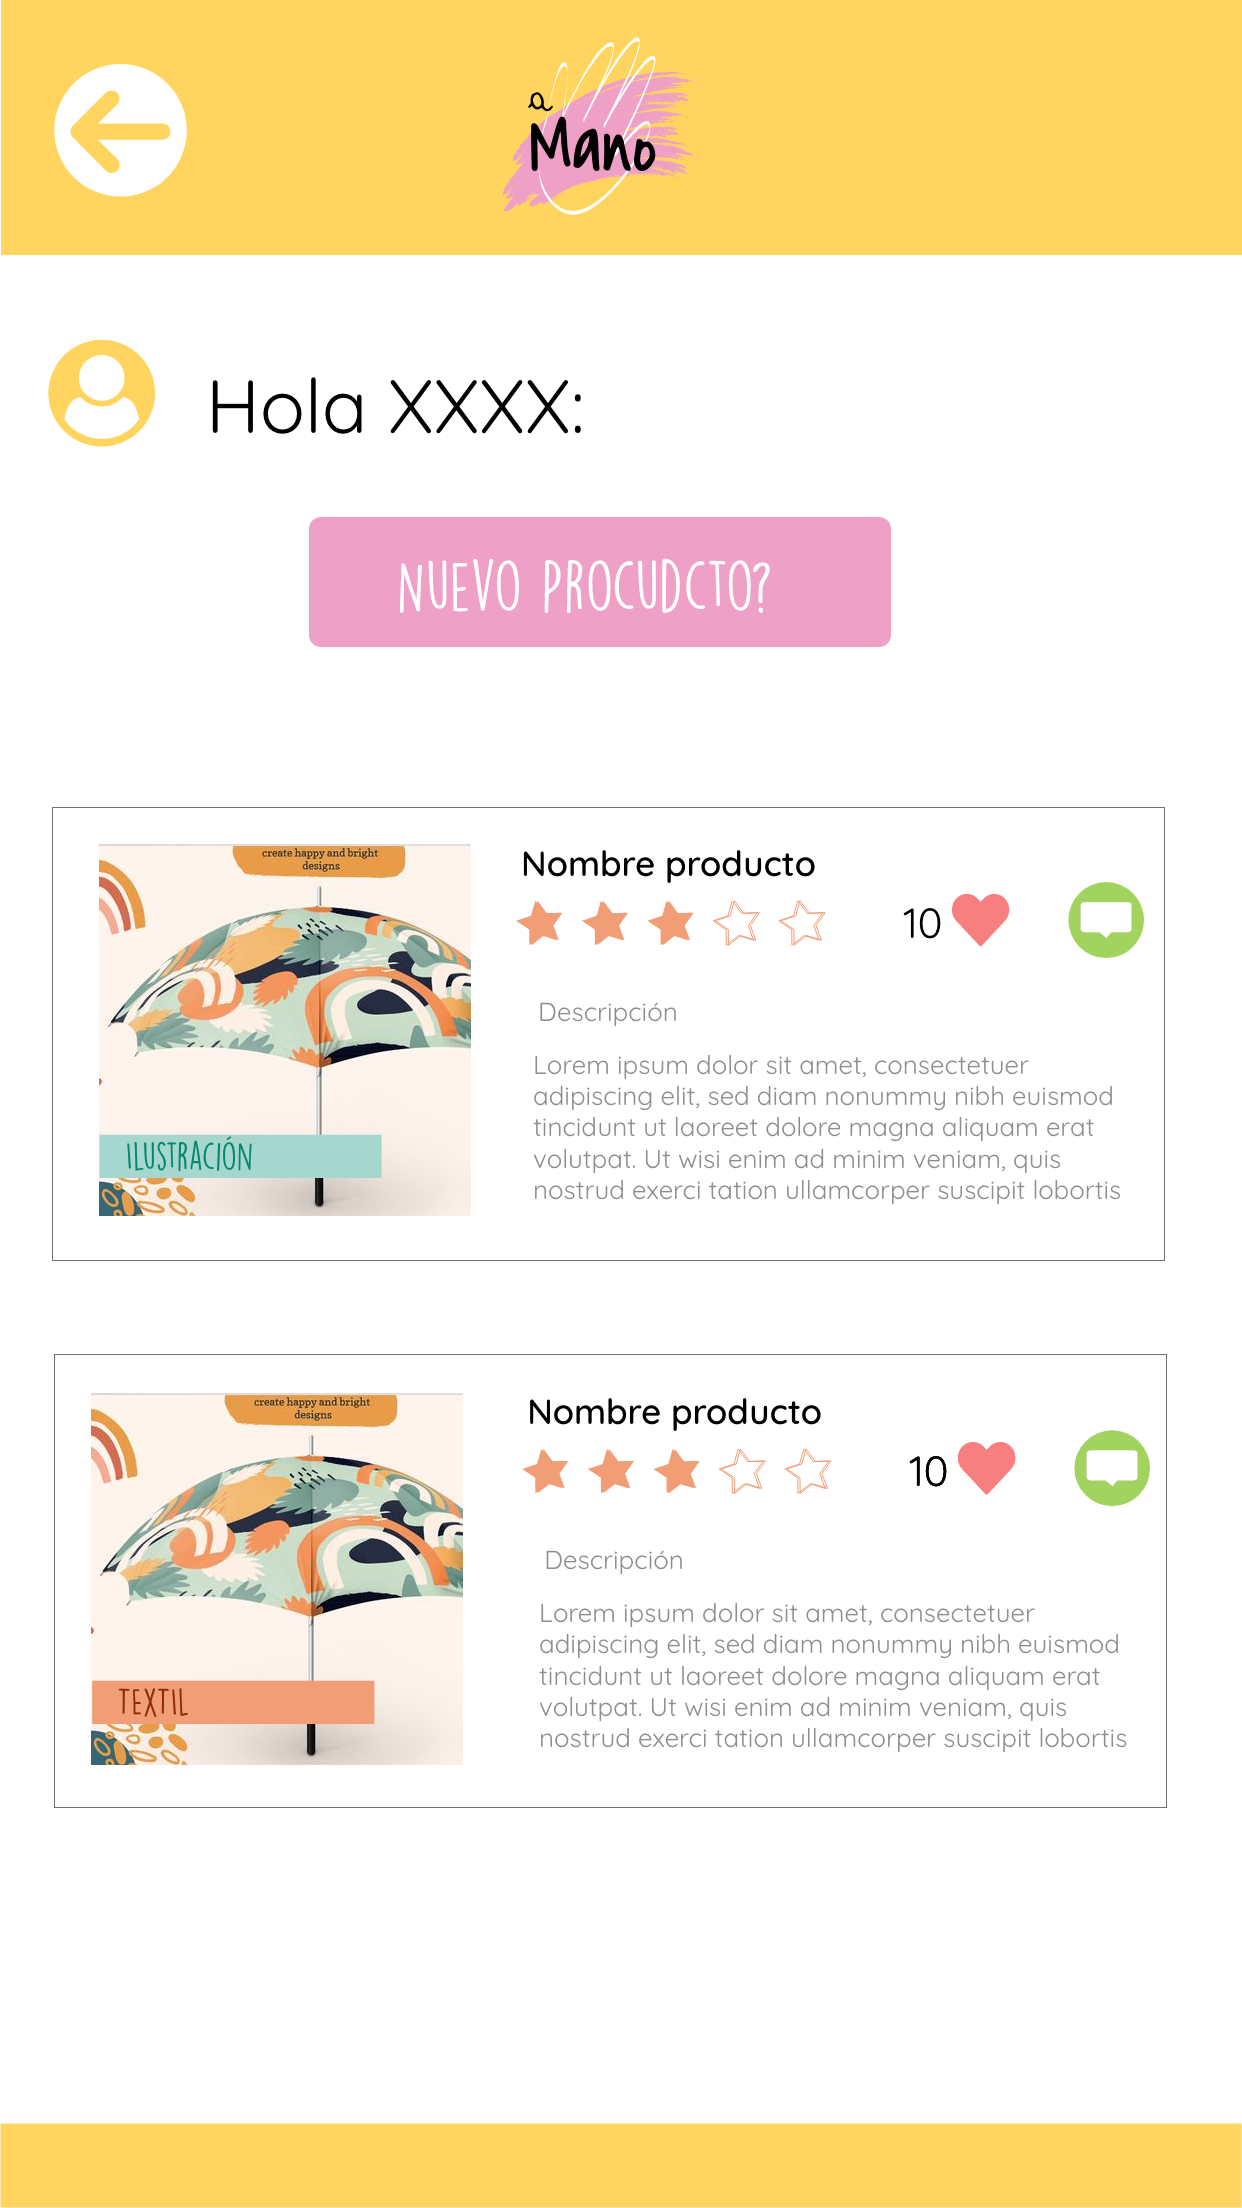 a
Mano
Hola XXXX:
NUEVO PROCUDCTO?
create happy and bright
designs
ILUSTRACIÓN
Nombre producto
10
Descripción
Lorem ipsum dolor sit amet, consectetuer
adipiscing elit, sed diam nonummy nibh euismod
tincidunt ut laoreet dolore magna aliquam erat
volutpat. Ut wisi enim ad minim veniam, quis
nostrud exerci tation ullamcorper suscipit lobortis
create happy and bright
designs
TEXTIL
Nombre producto
10
Descripción
Lorem ipsum dolor sit amet, consectetuer
adipiscing elit, sed diam nonummy nibh euismod
tincidunt ut laoreet dolore magna aliquam erat
volutpat. Ut wisi enim ad minim veniam, quis
nostrud exerci tation ullamcorper suscipit lobortis